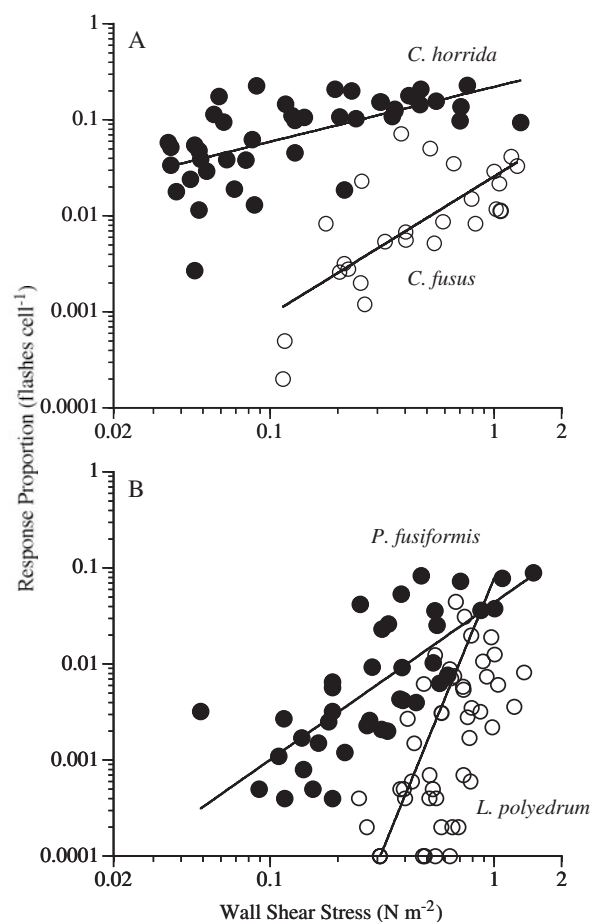 1
A
C. horrida
0.1
0.01
C. fusus
0.001
0.0001
0.02
0.1
1
2
Response Proportion (flashes cell-1)
1
B
P. fusiformis
0.1
0.01
0.001
L. polyedrum
0.0001
0.02
0.1
1
2
Wall Shear Stress (N m-2)